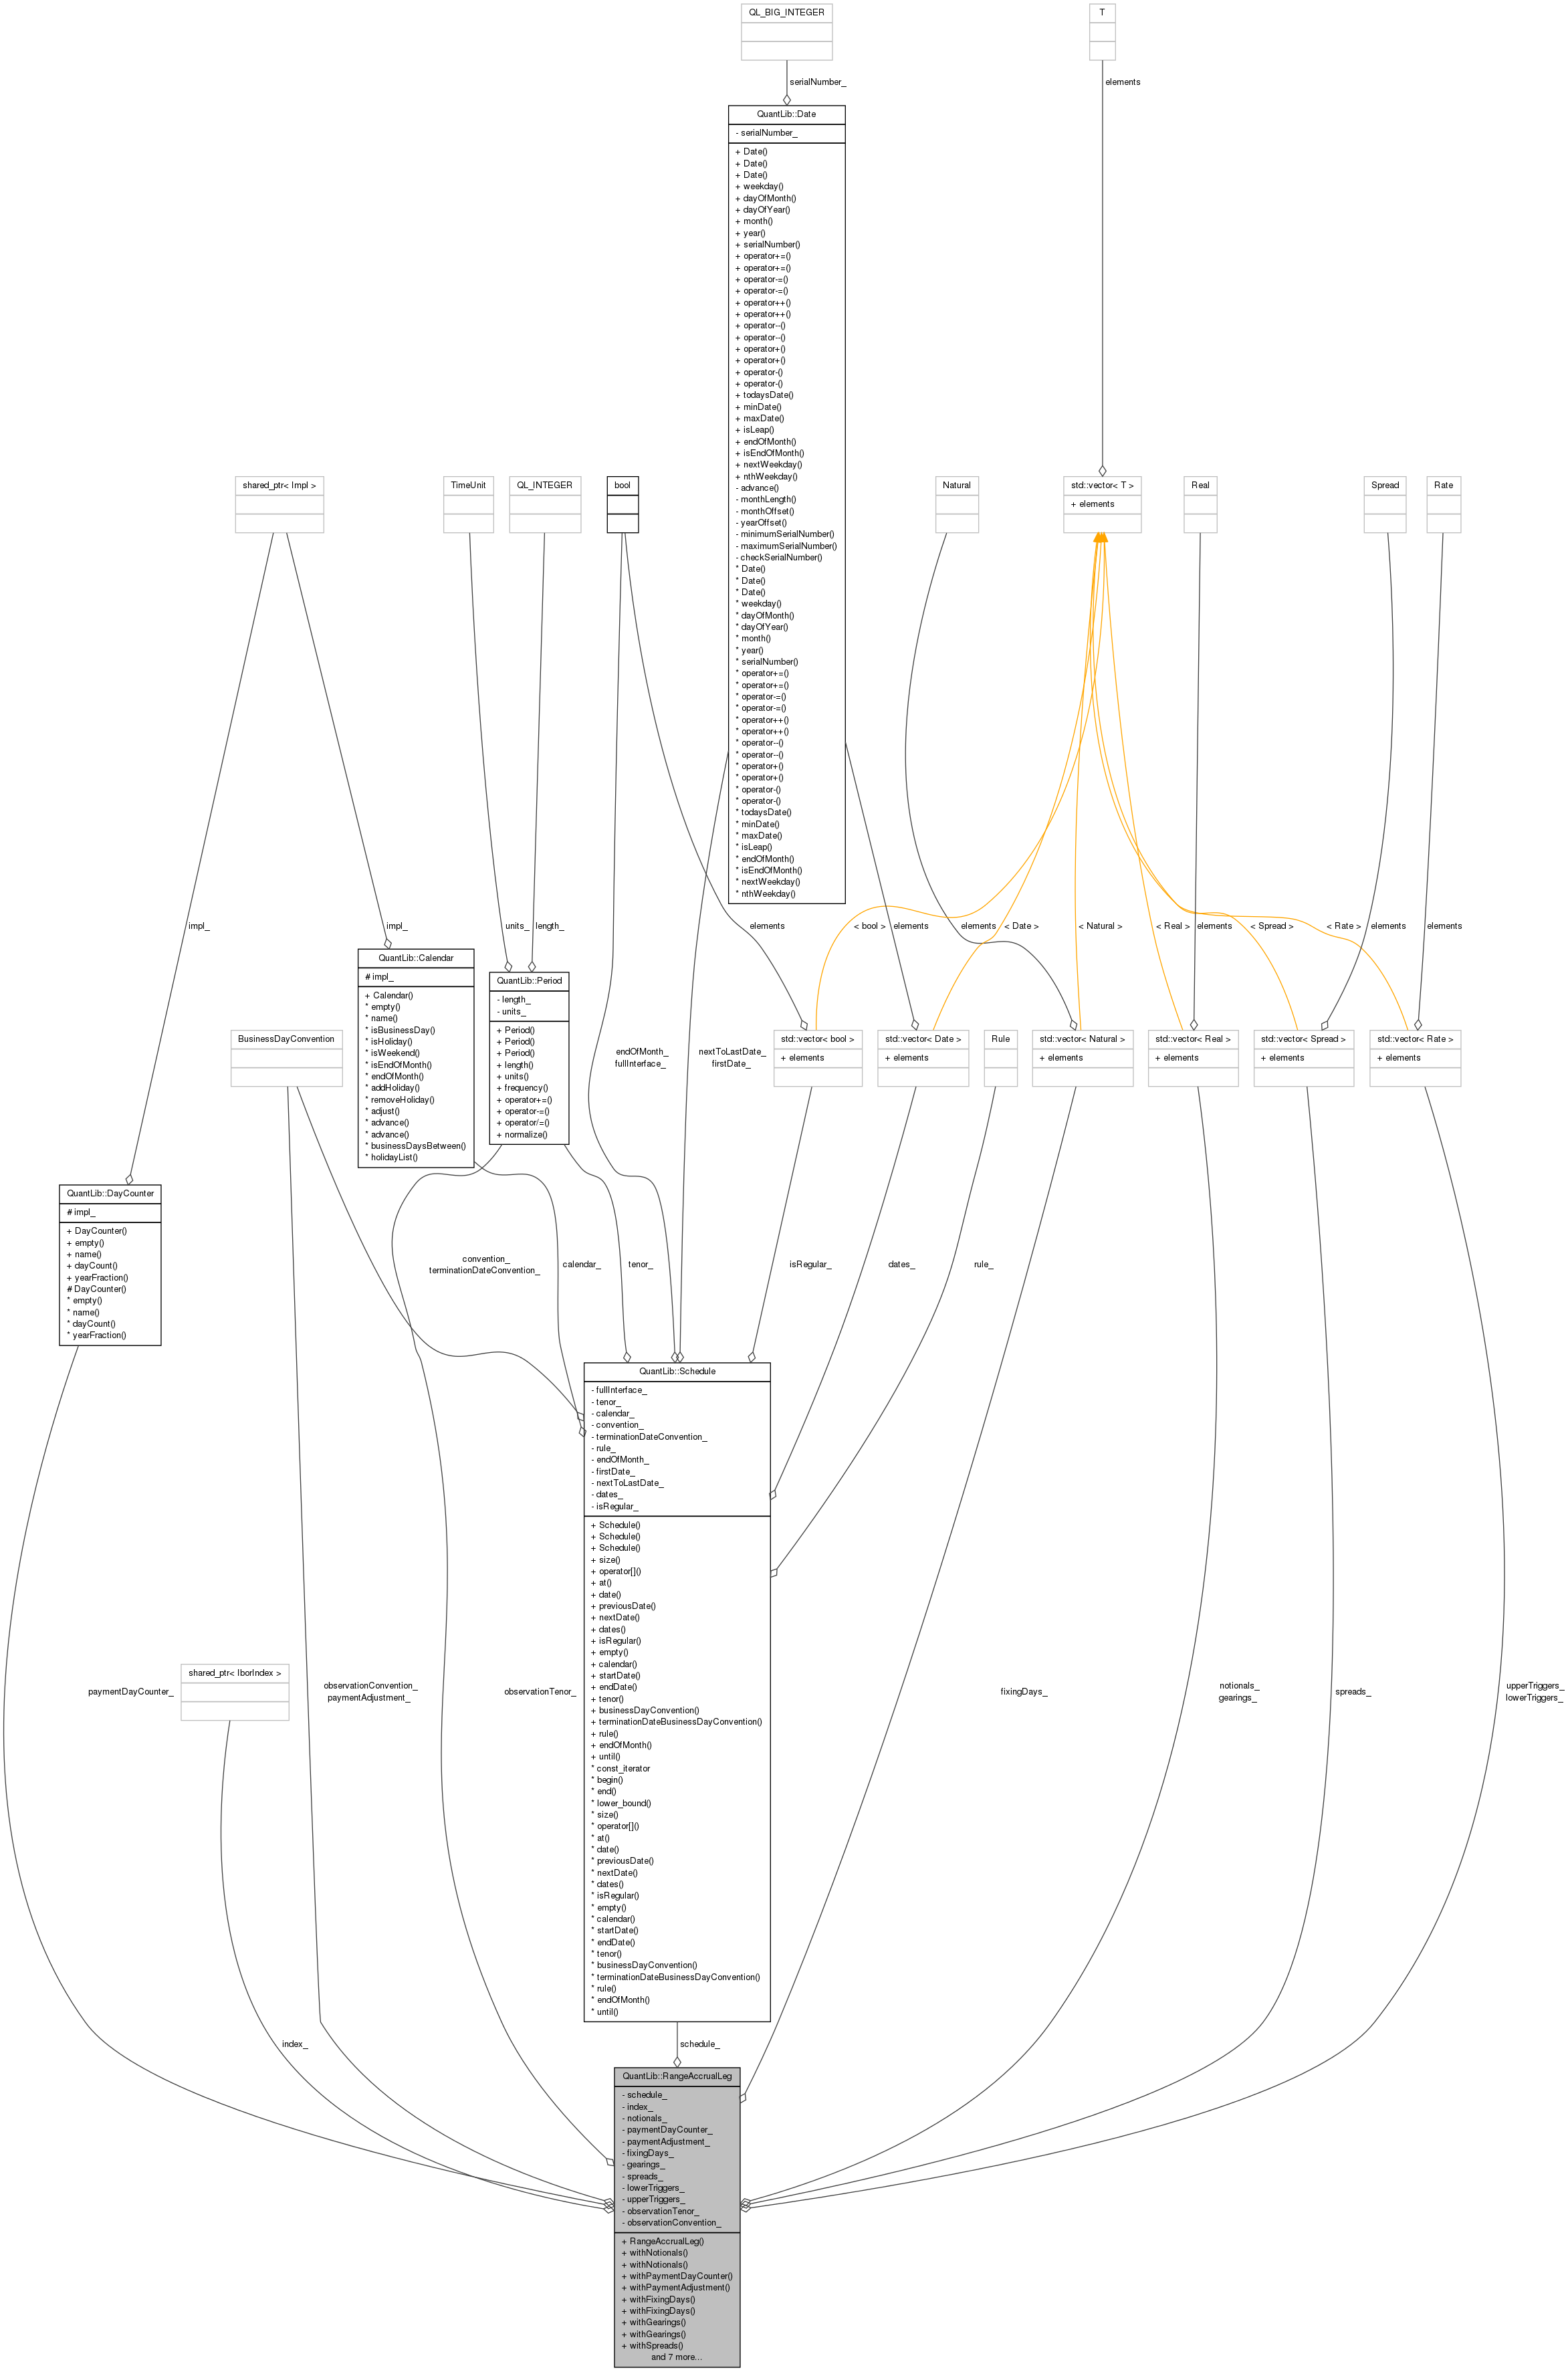 QL_BIG_INTEGER
T
serialNumber_
elements
QuantLib::Date
- serialNumber_
+ Date()
+ Date()
+ Date()
+ weekday()
+ dayOfMonth()
+ dayOfYear()
+ month()
+ year()
+ serialNumber()
+ operator+=()
+ operator+=()
+ operator-=()
+ operator-=()
+ operator++()
+ operator++()
+ operator--()
+ operator--()
+ operator+()
+ operator+()
+ operator-()
+ operator-()
+ todaysDate()
+ minDate()
+ maxDate()
+ isLeap()
+ endOfMonth()
+ isEndOfMonth()
+ nextWeekday()
+ nthWeekday()
- advance()
- monthLength()
- monthOffset()
- yearOffset()
- minimumSerialNumber()
- maximumSerialNumber()
- checkSerialNumber()
* Date()
* Date()
* Date()
* weekday()
* dayOfMonth()
* dayOfYear()
* month()
* year()
* serialNumber()
* operator+=()
* operator+=()
* operator-=()
* operator-=()
* operator++()
* operator++()
* operator--()
* operator--()
* operator+()
* operator+()
* operator-()
* operator-()
* todaysDate()
* minDate()
* maxDate()
* isLeap()
* endOfMonth()
* isEndOfMonth()
* nextWeekday()
* nthWeekday()
shared_ptr< Impl >
TimeUnit
QL_INTEGER
bool
Natural
std::vector< T >
+ elements
Real
Spread
Rate
impl_
impl_
units_
length_
elements
< bool >
elements
elements
< Date >
< Natural >
< Real >
elements
< Spread >
elements
< Rate >
elements
QuantLib::Calendar
# impl_
+ Calendar()
* empty()
* name()
* isBusinessDay()
* isHoliday()
* isWeekend()
* isEndOfMonth()
* endOfMonth()
* addHoliday()
* removeHoliday()
* adjust()
* advance()
* advance()
* businessDaysBetween()
* holidayList()
QuantLib::Period
- length_
- units_
+ Period()
+ Period()
+ Period()
+ length()
+ units()
+ frequency()
+ operator+=()
+ operator-=()
+ operator/=()
+ normalize()
BusinessDayConvention
endOfMonth_
fullInterface_
nextToLastDate_
firstDate_
std::vector< bool >
+ elements
std::vector< Date >
+ elements
Rule
std::vector< Natural >
+ elements
std::vector< Real >
+ elements
std::vector< Spread >
+ elements
std::vector< Rate >
+ elements
QuantLib::DayCounter
# impl_
+ DayCounter()
+ empty()
+ name()
+ dayCount()
+ yearFraction()
# DayCounter()
* empty()
* name()
* dayCount()
* yearFraction()
convention_
terminationDateConvention_
calendar_
tenor_
isRegular_
dates_
rule_
QuantLib::Schedule
- fullInterface_
- tenor_
- calendar_
- convention_
- terminationDateConvention_
- rule_
- endOfMonth_
- firstDate_
- nextToLastDate_
- dates_
- isRegular_
+ Schedule()
+ Schedule()
+ Schedule()
+ size()
+ operator[]()
+ at()
+ date()
+ previousDate()
+ nextDate()
+ dates()
+ isRegular()
+ empty()
+ calendar()
+ startDate()
+ endDate()
+ tenor()
+ businessDayConvention()
+ terminationDateBusinessDayConvention()
+ rule()
+ endOfMonth()
+ until()
* const_iterator
* begin()
* end()
* lower_bound()
* size()
* operator[]()
* at()
* date()
* previousDate()
* nextDate()
* dates()
* isRegular()
* empty()
* calendar()
* startDate()
* endDate()
* tenor()
* businessDayConvention()
* terminationDateBusinessDayConvention()
* rule()
* endOfMonth()
* until()
shared_ptr< IborIndex >
paymentDayCounter_
observationConvention_
paymentAdjustment_
observationTenor_
fixingDays_
notionals_
gearings_
spreads_
upperTriggers_
lowerTriggers_
index_
schedule_
QuantLib::RangeAccrualLeg
- schedule_
- index_
- notionals_
- paymentDayCounter_
- paymentAdjustment_
- fixingDays_
- gearings_
- spreads_
- lowerTriggers_
- upperTriggers_
- observationTenor_
- observationConvention_
+ RangeAccrualLeg()
+ withNotionals()
+ withNotionals()
+ withPaymentDayCounter()
+ withPaymentAdjustment()
+ withFixingDays()
+ withFixingDays()
+ withGearings()
+ withGearings()
+ withSpreads()
and 7 more...